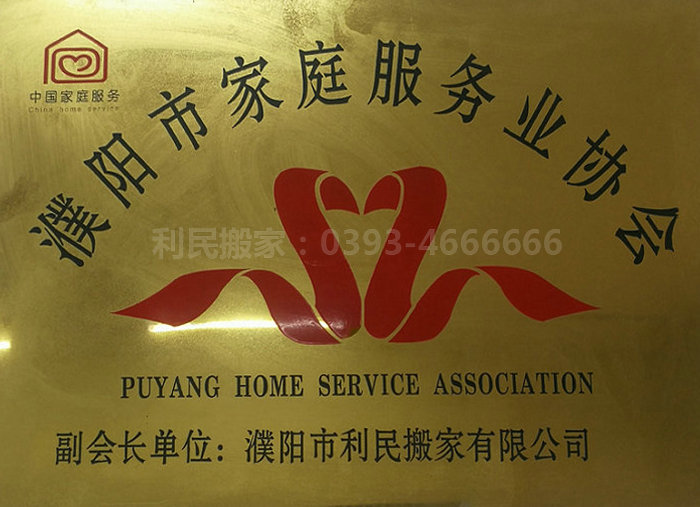 中国家庭服务
China home service
濮阳市家庭服务业协会
利民搬家：0393-4666666
PUYANG HOME SERVICE ASSOCIATION
副会长单位：濮阳市利民搬家有限公司